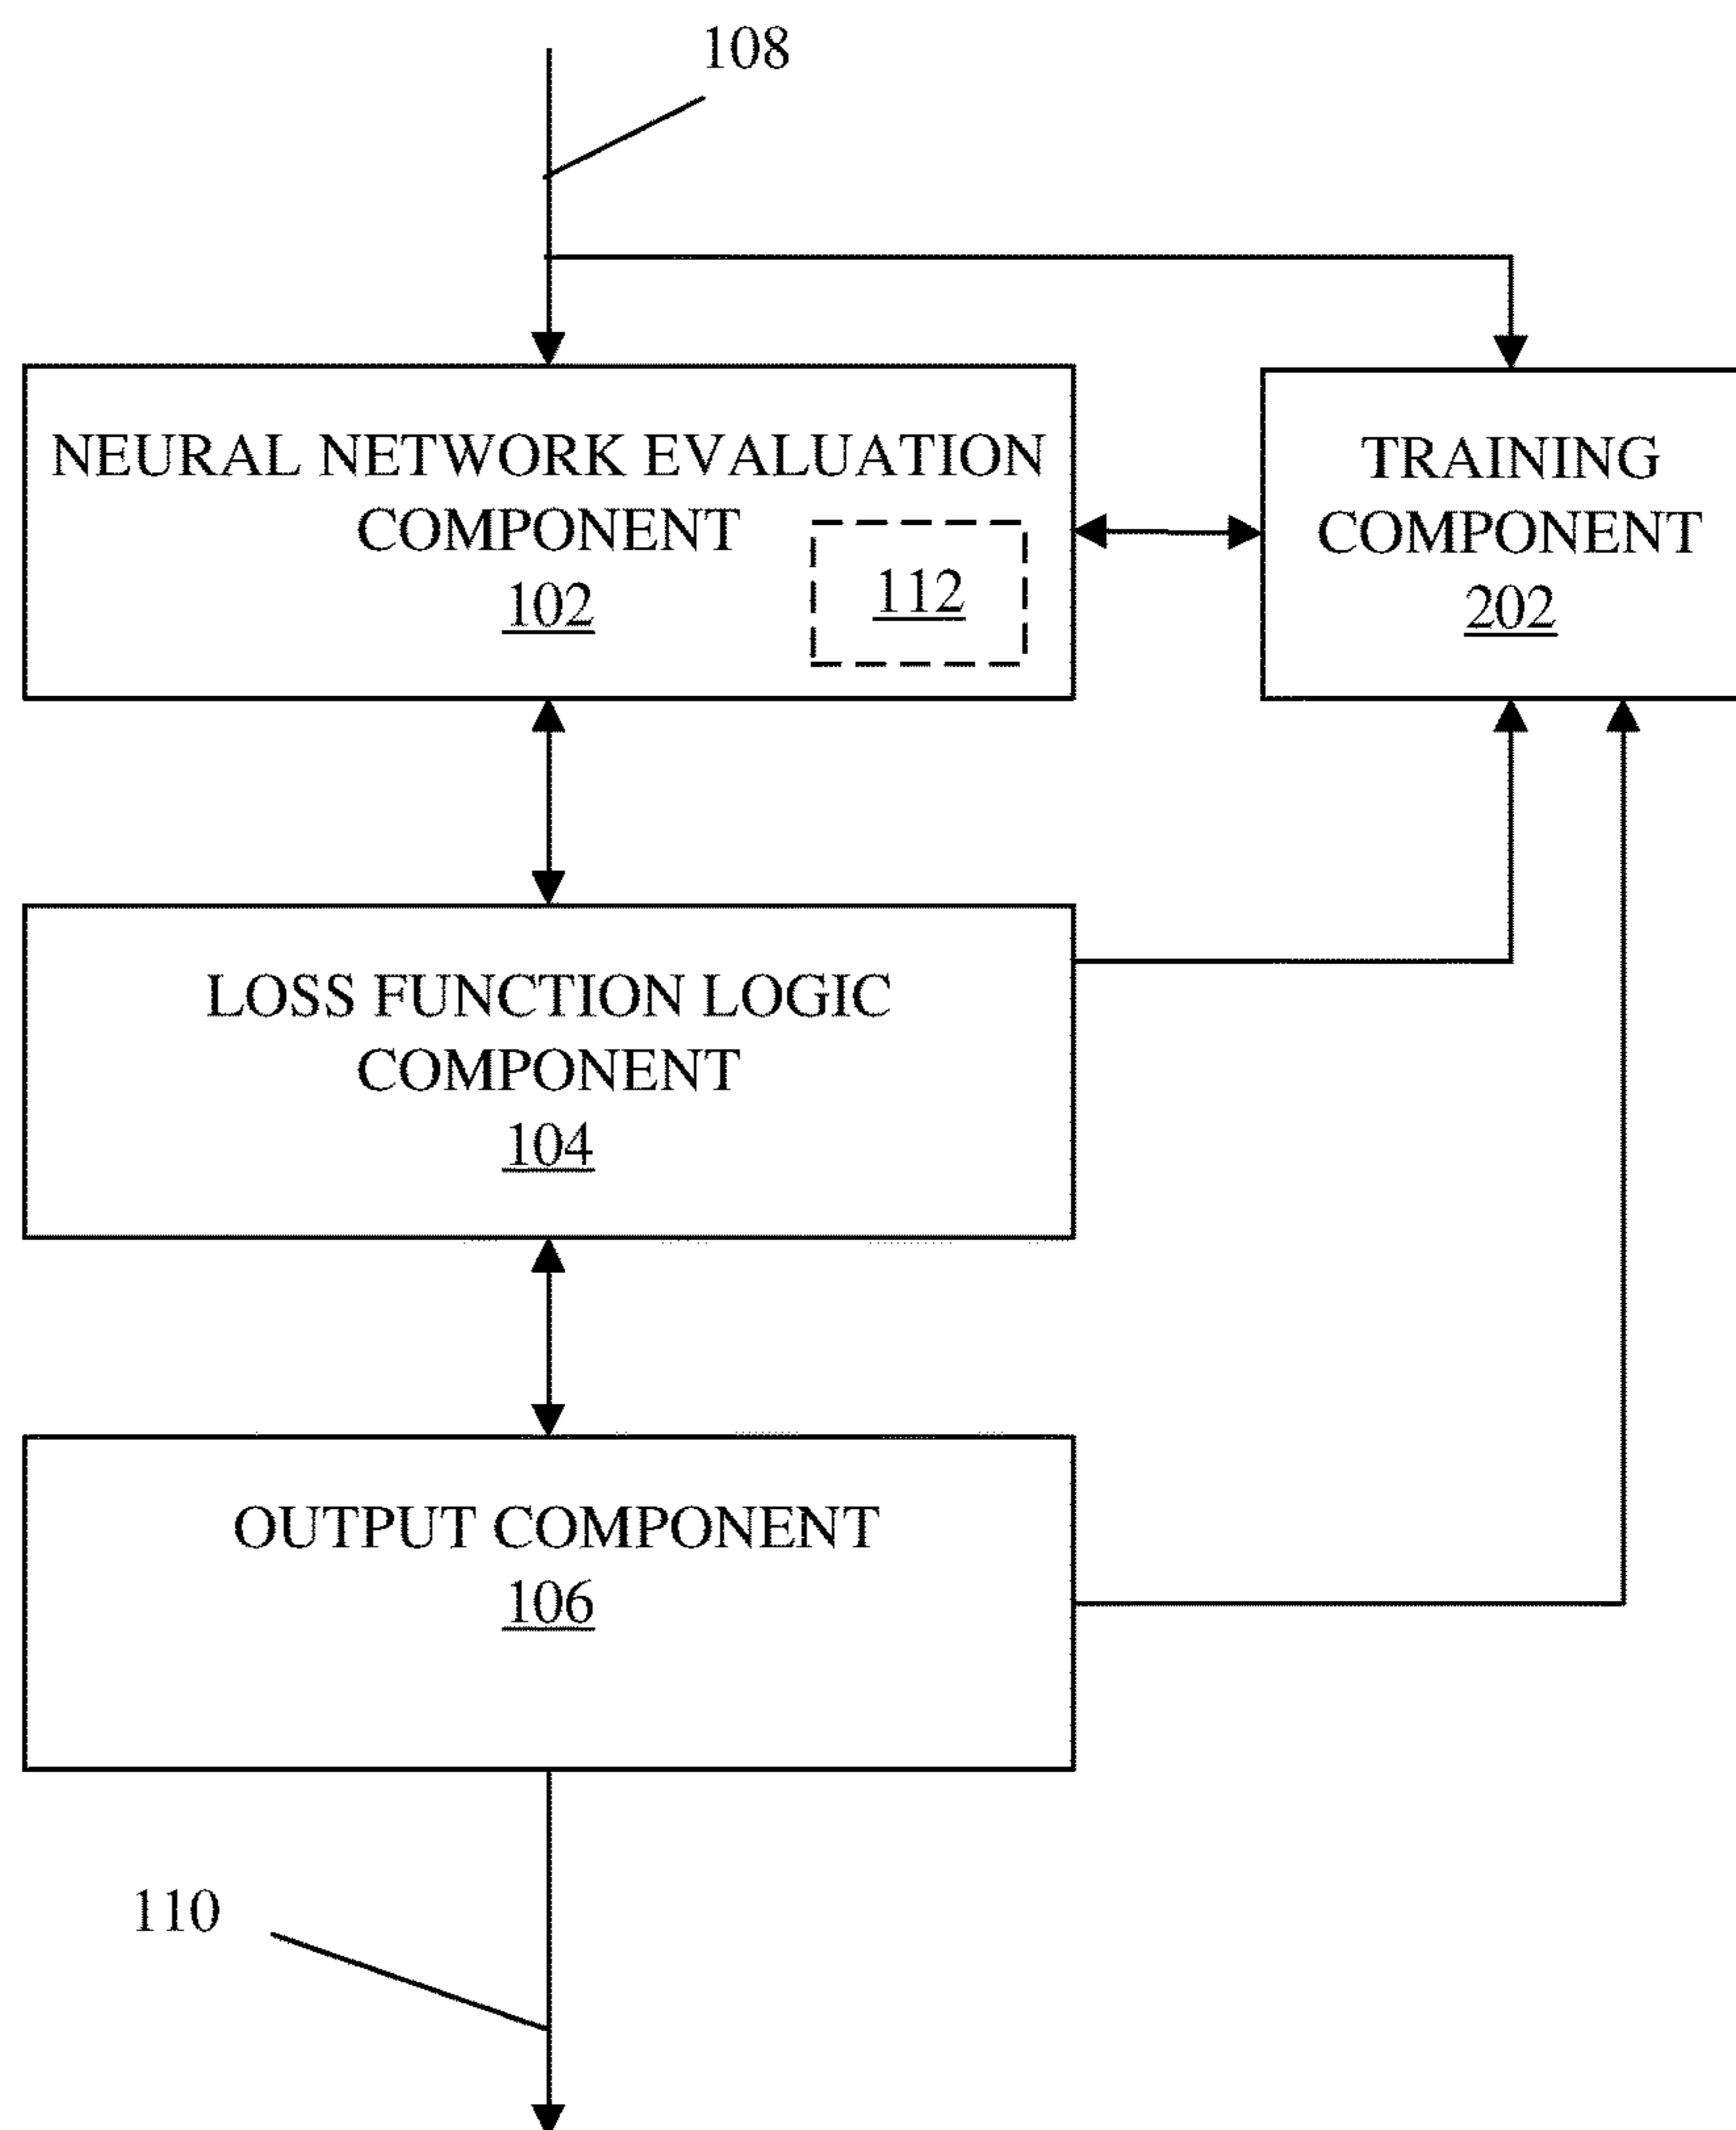 108
NEURAL NETWORK EVALUATION
COMPONENT
102
112
TRAINING
COMPONENT
202
LOSS FUNCTION LOGIC
COMPONENT
104
OUTPUT COMPONENT
106
110